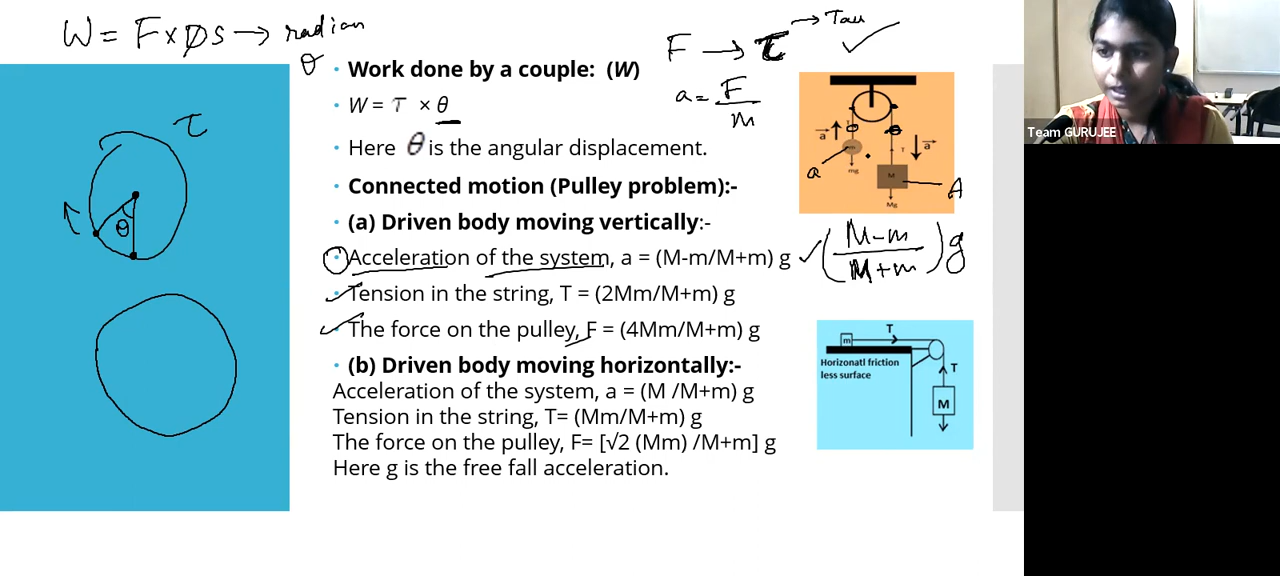 W = F × s → radian
θ
F → τ → Tau
a = F/m
• Work done by a couple: (W)
• W = τ × θ
• Here θ is the angular displacement.
• Connected motion (Pulley problem):-
• (a) Driven body moving vertically:-
• Acceleration of the system, a = (M-m/M+m) g
(M-m/M+m) g
• Tension in the string, T = (2Mm/M+m) g
• The force on the pulley, F = (4Mm/M+m) g
• (b) Driven body moving horizontally:-
Acceleration of the system, a = (M /M+m) g
Tension in the string, T= (Mm/M+m) g
The force on the pulley, F= [√2 (Mm) /M+m] g
Here g is the free fall acceleration.
τ
θ
a
a
T
m
mg
M
Mg
a
A
T
m
Horizonatl friction
less surface
T
M
Team GURUJEE